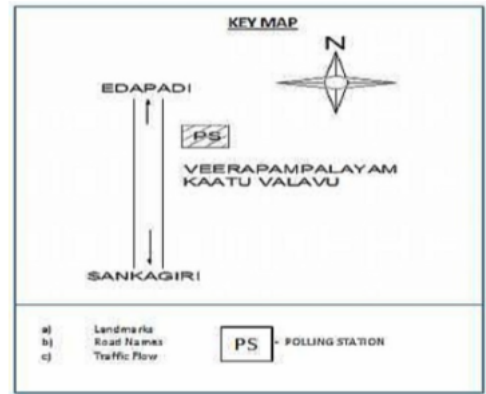 KEY MAP
N
EDAPADI
PS
VEERAPAMPALAYAM
KAATU VALAVU
SANKAGIRI
a) Landmarks
b) Road Names
c) Traffic Flow
PS - POLLING STATION